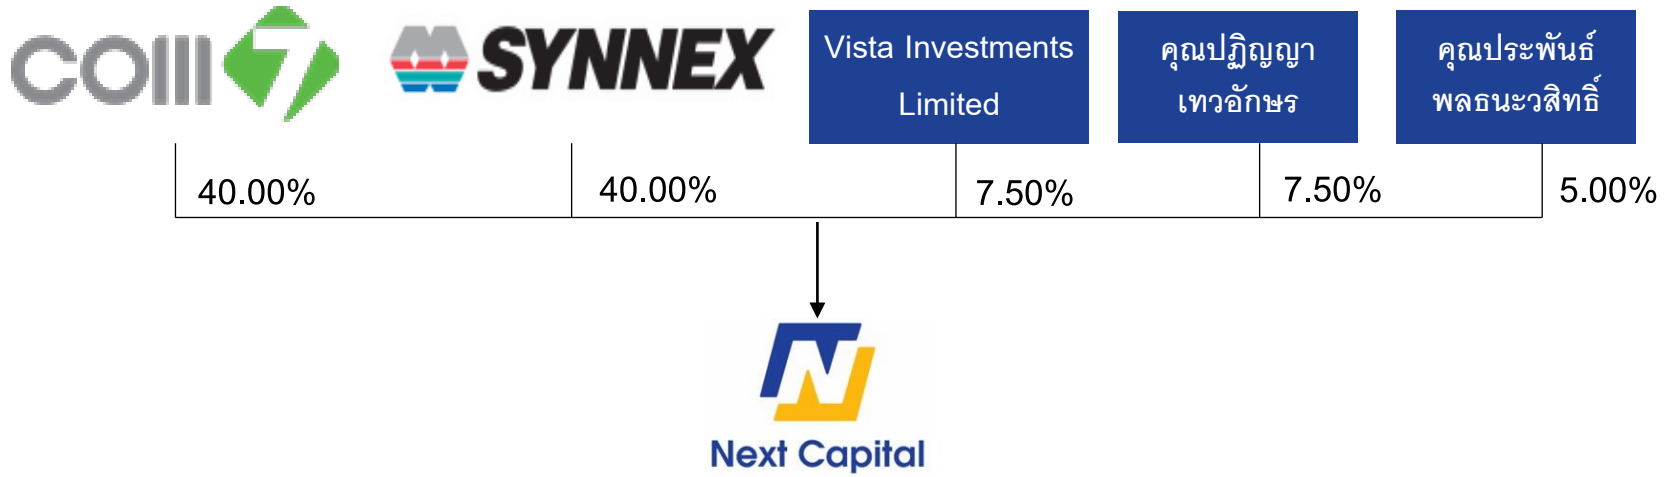 COM7
SYNNEX
Vista Investments
Limited
คุณปฏิญญา
เทวอักษร
คุณประพันธ์
พลธนะวสิทธิ์
40.00%
40.00%
7.50%
7.50%
5.00%
Next Capital